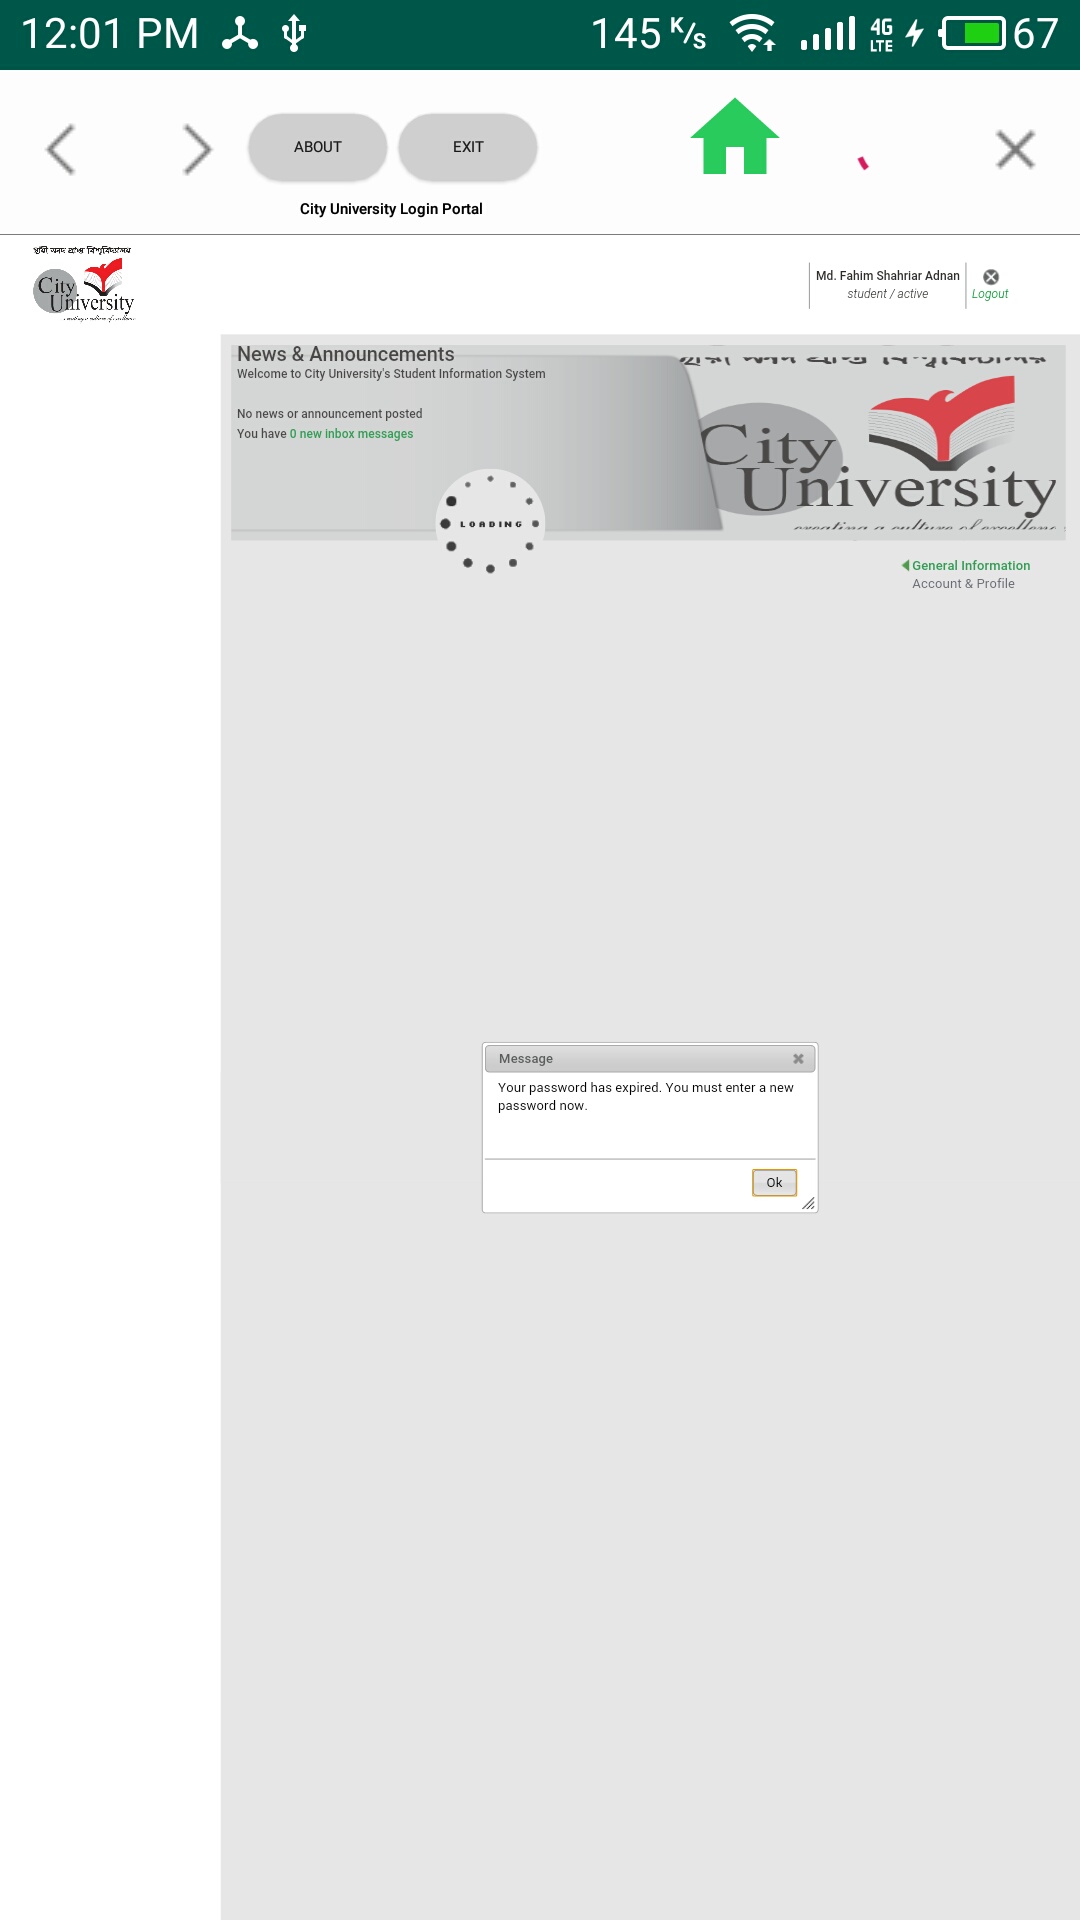 12:01 PM 145 K/s 4G LTE 67
ABOUT EXIT
City University Login Portal
City
University
Md. Fahim Shahriar Adnan
student / active
Logout
News & Announcements
Welcome to City University's Student Information System
No news or announcement posted
You have 0 new inbox messages
LOADING
City
University
creating a culture of excellenc
General Information
Account & Profile
Message
Your password has expired. You must enter a new
password now.
Ok